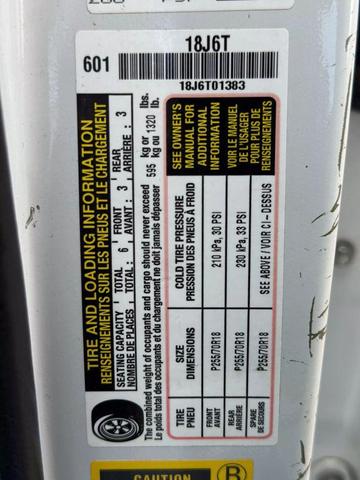 601
18J6T
18J6T01383
TIRE AND LOADING INFORMATION
RENSEIGNEMENTS SUR LES PNEUS ET LE CHARGEMENT
SEATING CAPACITY TOTAL: 6 FRONT : 3 REAR : 3
NOMBRE DE PLACES TOTAL: 6 AVANT : 3 ARRIÈRE : 3
The combined weight of occupants and cargo should never exceed 595 kg or 1320 lbs.
Le poids total des occupants et du chargement ne doit jamais dépasser 595 kg ou 1320 lb.
TIRE SIZE COLD TIRE PRESSURE
PNEU DIMENSIONS PRESSION DES PNEUS À FROID
FRONT
AVANT P255/70R18 210 kPa, 30 PSI
REAR
ARRIÈRE P255/70R18 230 kPa, 33 PSI
SPARE
DE SECOURS P255/70R18 SEE ABOVE / VOIR CI-DESSUS
SEE OWNER'S
MANUAL FOR
ADDITIONAL
INFORMATION
VOIR LE MANUEL
DE L'USAGER
POUR PLUS DE
RENSEIGNEMENTS
CAUTION
B